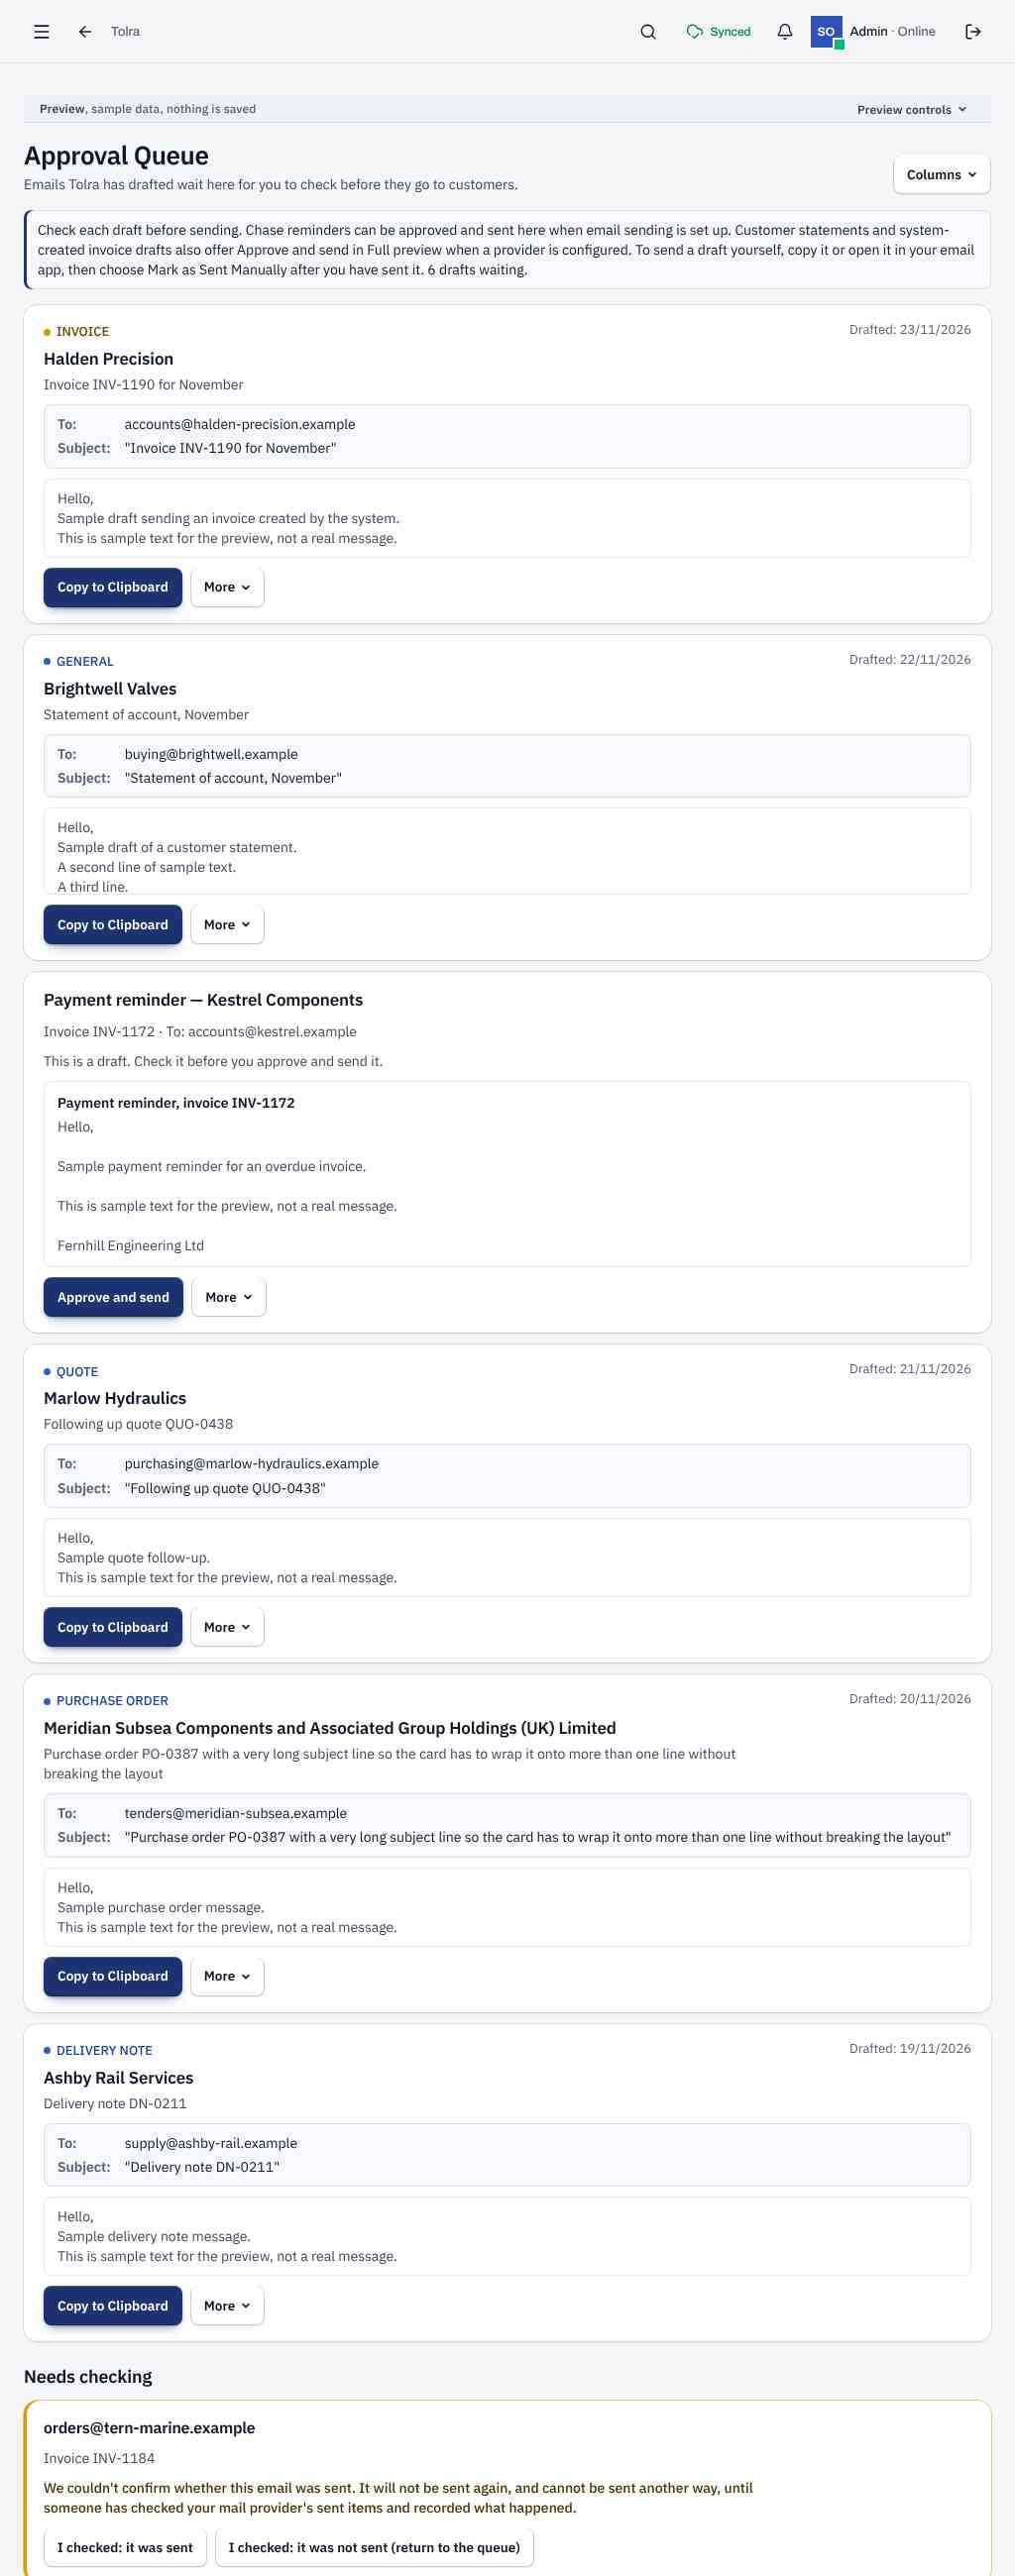 Tolra
Synced
SO
Admin · Online
Preview, sample data, nothing is saved
Preview controls
Approval Queue
Emails Tolra has drafted wait here for you to check before they go to customers.
Columns
Check each draft before sending. Chase reminders can be approved and sent here when email sending is set up. Customer statements and system-
created invoice drafts also offer Approve and send in Full preview when a provider is configured. To send a draft yourself, copy it or open it in your email
app, then choose Mark as Sent Manually after you have sent it. 6 drafts waiting.
INVOICE
Drafted: 23/11/2026
Halden Precision
Invoice INV-1190 for November
To: accounts@halden-precision.example
Subject: "Invoice INV-1190 for November"
Hello,
Sample draft sending an invoice created by the system.
This is sample text for the preview, not a real message.
Copy to Clipboard
More
GENERAL
Drafted: 22/11/2026
Brightwell Valves
Statement of account, November
To: buying@brightwell.example
Subject: "Statement of account, November"
Hello,
Sample draft of a customer statement.
A second line of sample text.
A third line.
Copy to Clipboard
More
Payment reminder — Kestrel Components
Invoice INV-1172 · To: accounts@kestrel.example
This is a draft. Check it before you approve and send it.
Payment reminder, invoice INV-1172
Hello,
Sample payment reminder for an overdue invoice.
This is sample text for the preview, not a real message.
Fernhill Engineering Ltd
Approve and send
More
QUOTE
Drafted: 21/11/2026
Marlow Hydraulics
Following up quote QUO-0438
To: purchasing@marlow-hydraulics.example
Subject: "Following up quote QUO-0438"
Hello,
Sample quote follow-up.
This is sample text for the preview, not a real message.
Copy to Clipboard
More
PURCHASE ORDER
Drafted: 20/11/2026
Meridian Subsea Components and Associated Group Holdings (UK) Limited
Purchase order PO-0387 with a very long subject line so the card has to wrap it onto more than one line without
breaking the layout
To: tenders@meridian-subsea.example
Subject: "Purchase order PO-0387 with a very long subject line so the card has to wrap it onto more than one line without breaking the layout"
Hello,
Sample purchase order message.
This is sample text for the preview, not a real message.
Copy to Clipboard
More
DELIVERY NOTE
Drafted: 19/11/2026
Ashby Rail Services
Delivery note DN-0211
To: supply@ashby-rail.example
Subject: "Delivery note DN-0211"
Hello,
Sample delivery note message.
This is sample text for the preview, not a real message.
Copy to Clipboard
More
Needs checking
orders@tern-marine.example
Invoice INV-1184
We couldn't confirm whether this email was sent. It will not be sent again, and cannot be sent another way, until
someone has checked your mail provider's sent items and recorded what happened.
I checked: it was sent
I checked: it was not sent (return to the queue)